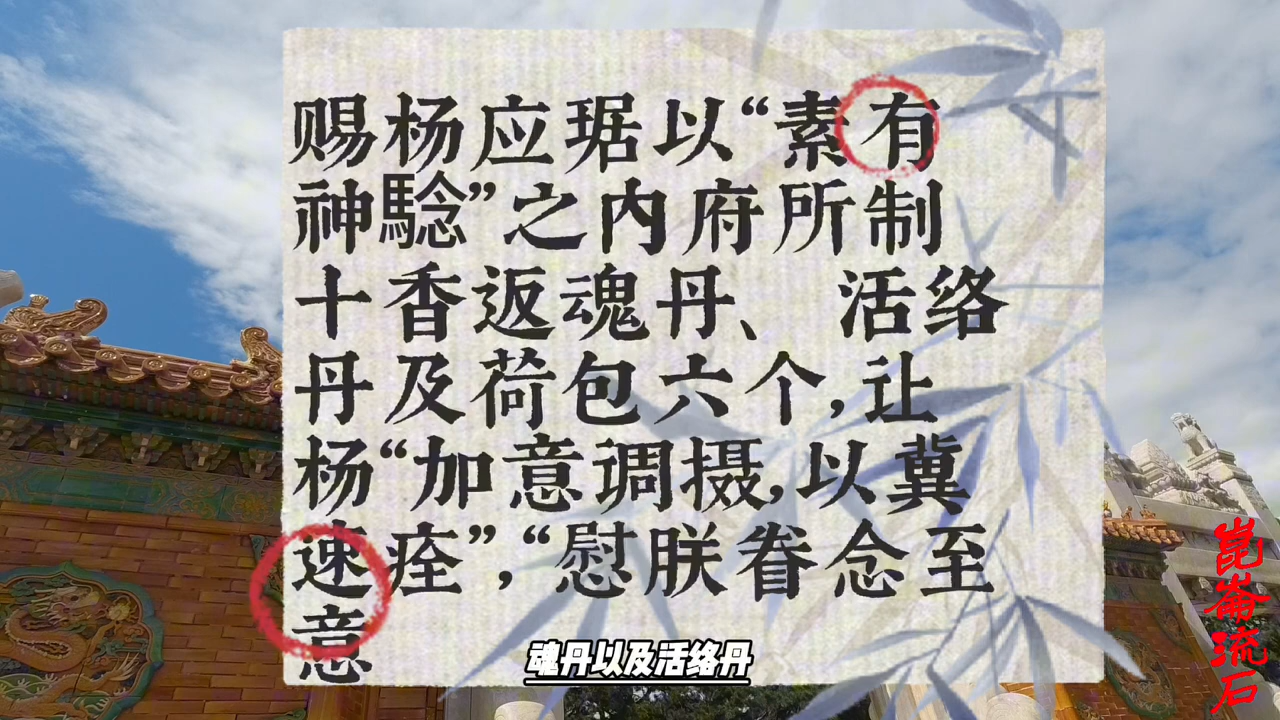 赐杨应琚以“素有
神騐”之内府所制
十香返魂丹、活络
丹及荷包六个,让
杨“加意调摄,以冀
速痊”,“慰朕眷念至
意
魂丹以及活络丹
崑崙流石